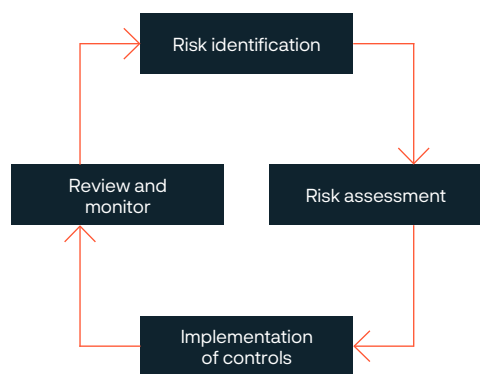 Risk identification
Risk assessment
Implementation
of controls
Review and
monitor